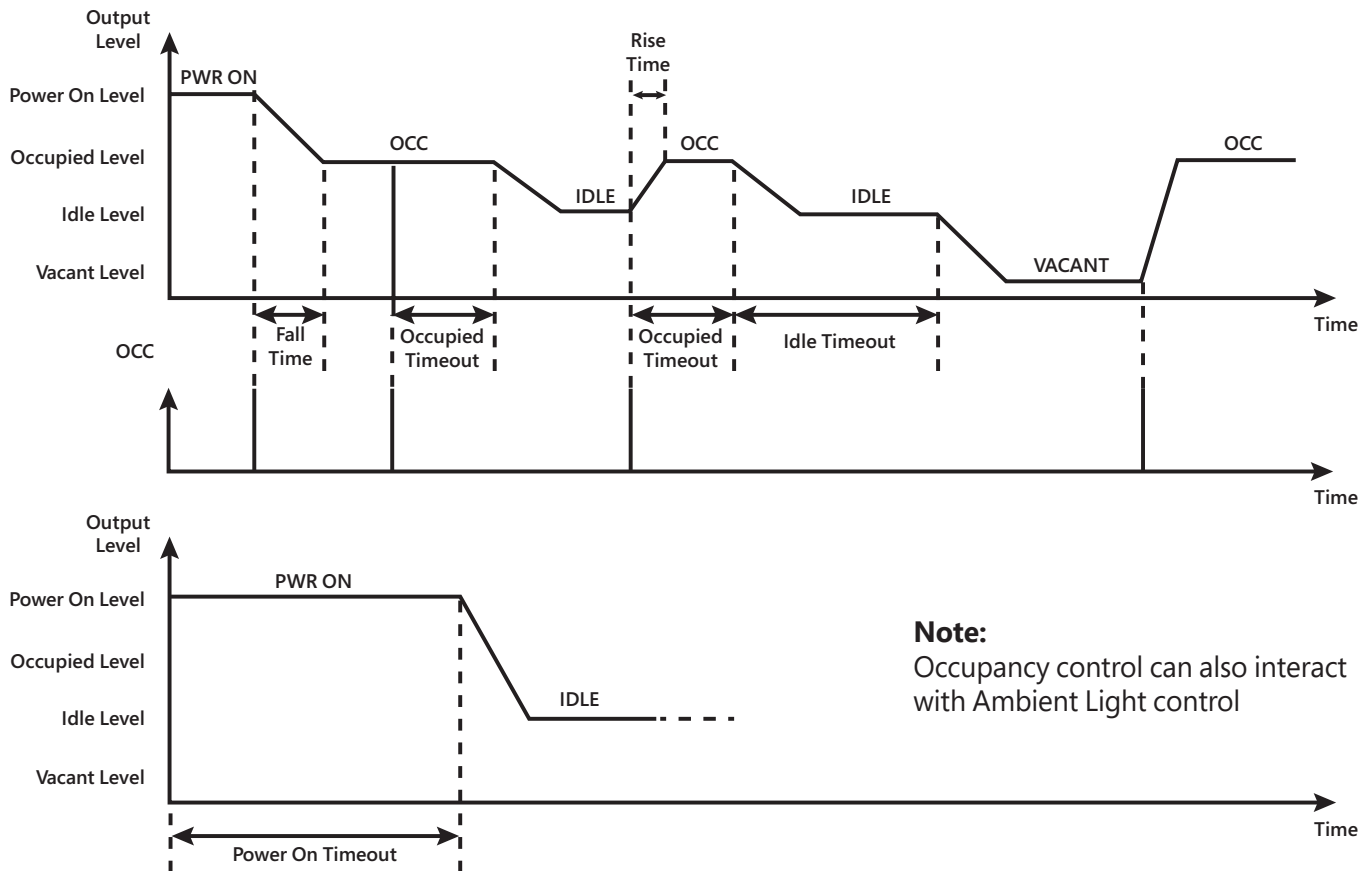 Output
Level
Rise
Time
PWR ON
Power On Level
OCC
OCC
OCC
Occupied Level
IDLE
IDLE
Idle Level
VACANT
Vacant Level
Time
Fall
Time
Occupied
Timeout
Occupied
Timeout
Idle Timeout
OCC
Time
Output
Level
PWR ON
Power On Level
Note:
Occupancy control can also interact
with Ambient Light control
Occupied Level
IDLE
Idle Level
Vacant Level
Time
Power On Timeout